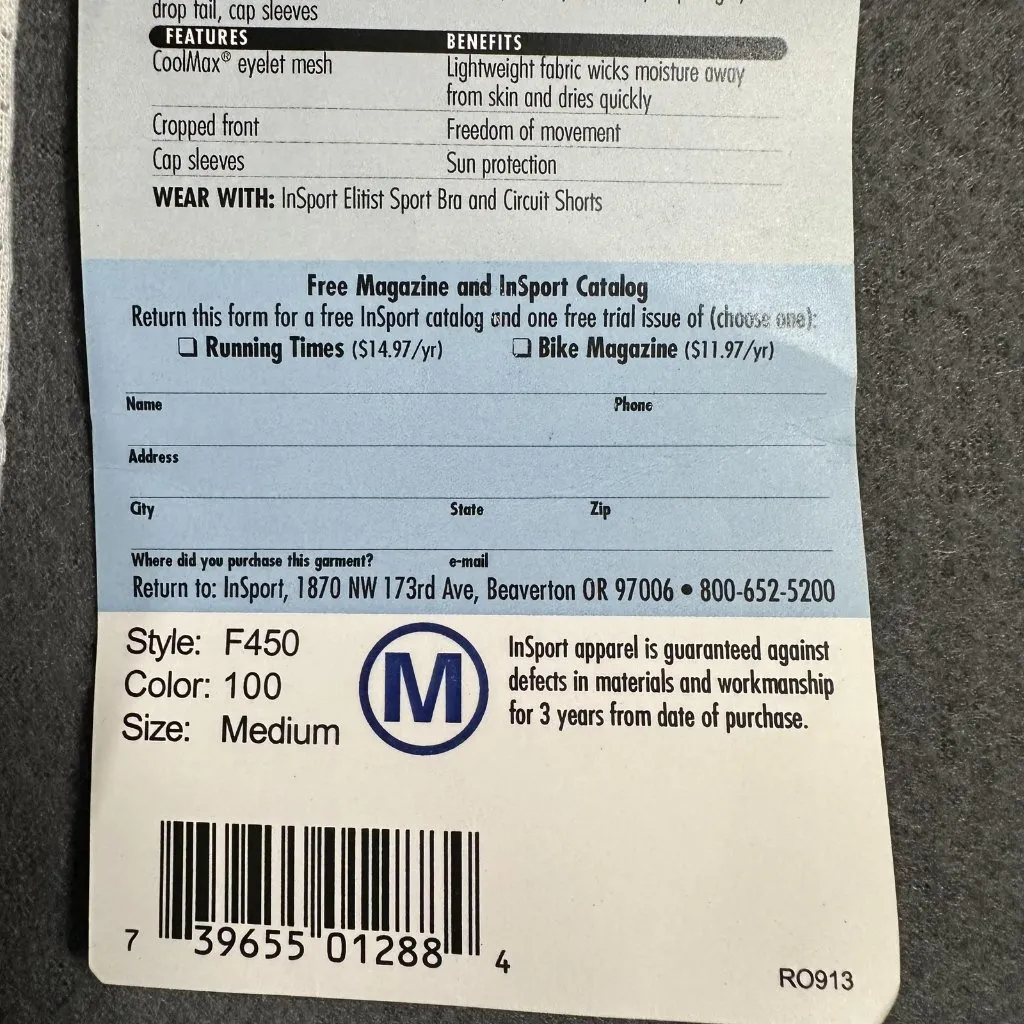 drop tail, cap sleeves
FEATURES BENEFITS
CoolMax® eyelet mesh Lightweight fabric wicks moisture away
from skin and dries quickly
Cropped front Freedom of movement
Cap sleeves Sun protection
WEAR WITH: InSport Elitist Sport Bra and Circuit Shorts
Free Magazine and InSport Catalog
Return this form for a free InSport catalog and one free trial issue of (choose one):
❏ Running Times ($14.97/yr) ❏ Bike Magazine ($11.97/yr)
Name Phone
Address
City State Zip
Where did you purchase this garment? e-mail
Return to: InSport, 1870 NW 173rd Ave, Beaverton OR 97006 • 800-652-5200
Style: F450
Color: 100
Size: Medium
M
InSport apparel is guaranteed against
defects in materials and workmanship
for 3 years from date of purchase.
7 39655 01288 4
RO913